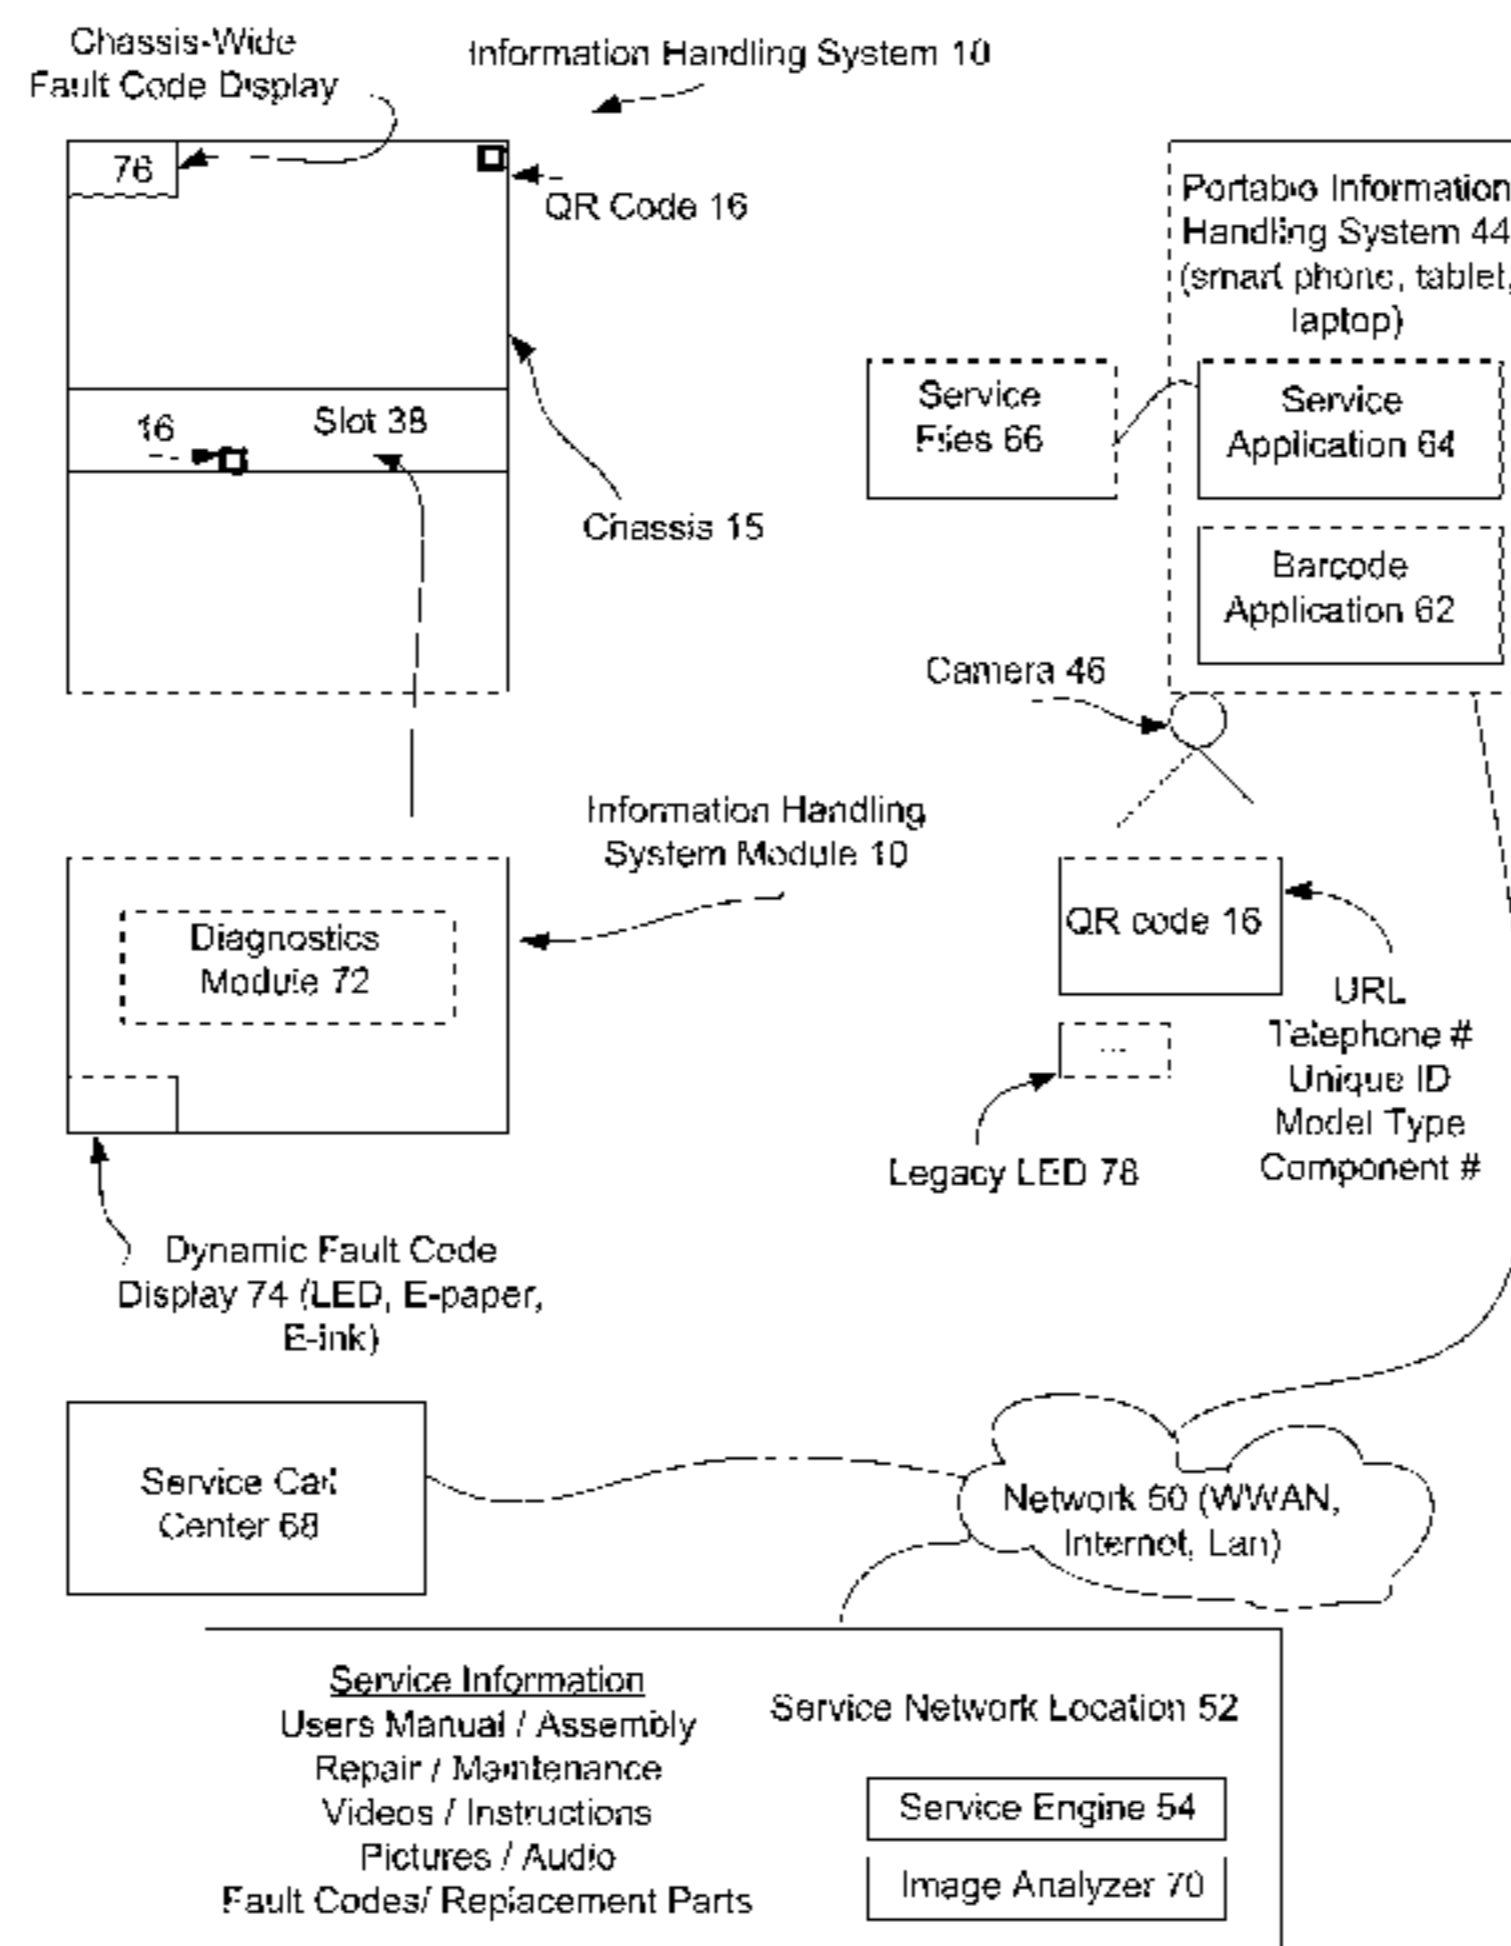 Chassis-Wide
Fault Code Display
Information Handling System 10
76
QR Code 16
16
Slot 38
Chassis 15
Portable Information
Handling System 44
(smart phone, tablet,
laptop)
Service
Files 66
Service
Application 64
Barcode
Application 62
Camera 46
Information Handling
System Module 10
Diagnostics
Module 72
QR code 16
URL
Telephone #
Unique ID
Model Type
Component #
...
Legacy LED 78
Dynamic Fault Code
Display 74 (LED, E-paper,
E-ink)
Service Call
Center 68
Network 50 (WWAN,
Internet, Lan)
Service Information
Users Manual / Assembly
Repair / Maintenance
Videos / Instructions
Pictures / Audio
Fault Codes/ Replacement Parts
Service Network Location 52
Service Engine 54
Image Analyzer 70